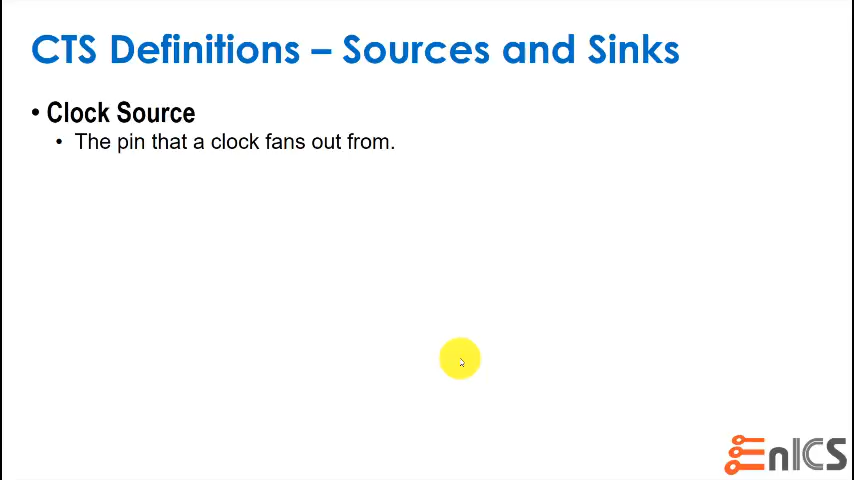 CTS Definitions – Sources and Sinks
• Clock Source
• The pin that a clock fans out from.
EnICS